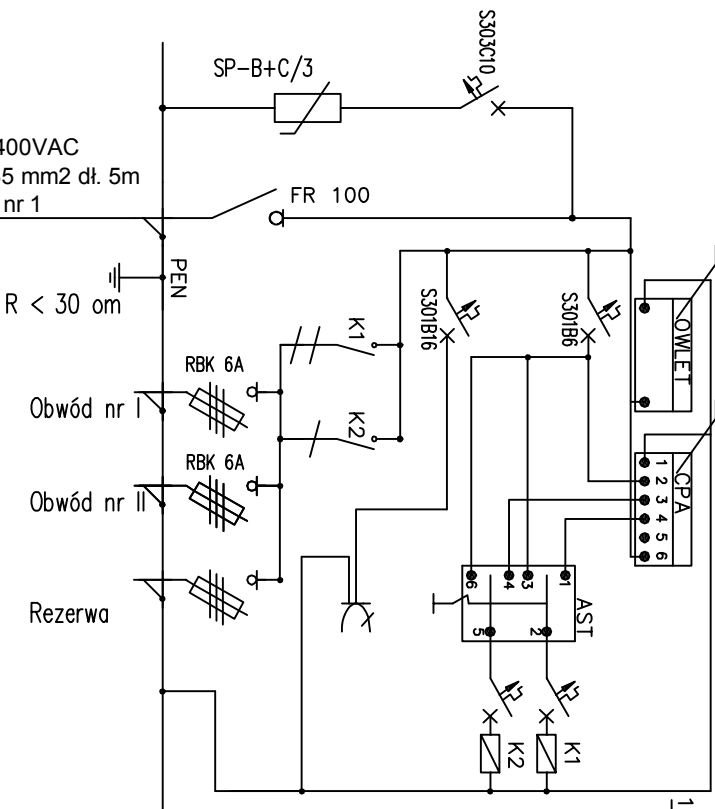 S303C10
SP-B+C/3
400VAC
5 mm2 dł. 5m
nr 1
FR 100
PEN
R < 30 om
K1
S301B16
S301B6
OWLET
RBK 6A
Obwód nr I
K2
CPA
1 2 3 4 5 6
RBK 6A
Obwód nr II
6 4 3 1
AST
5 2
Rezerwa
K2 K1
1